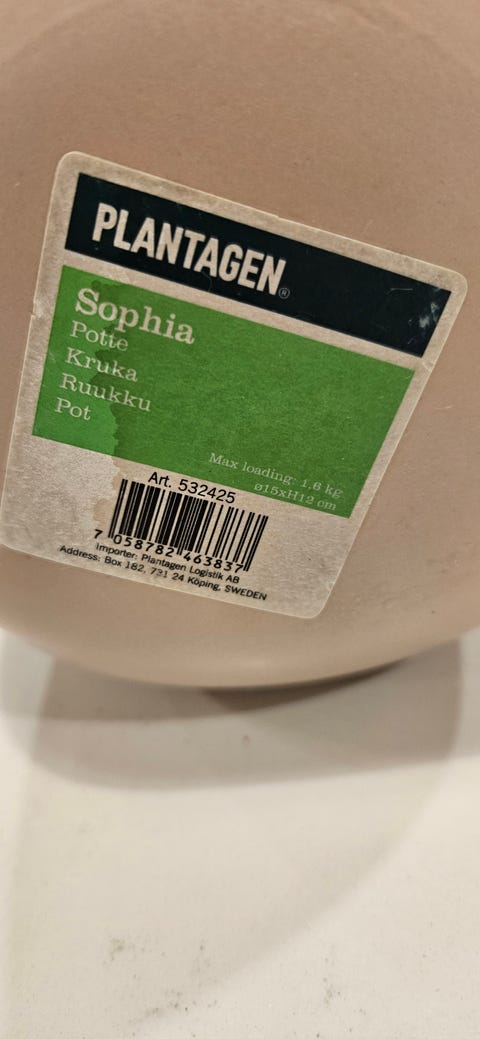 PLANTAGEN®
Sophia
Potte
Kruka
Ruukku
Pot
Max loading: 1.6 kg
ø15xH12 cm
Art. 532425
7 058782 463837
Importer: Plantagen Logistik AB
Address: Box 182, 731 24 Köping, SWEDEN